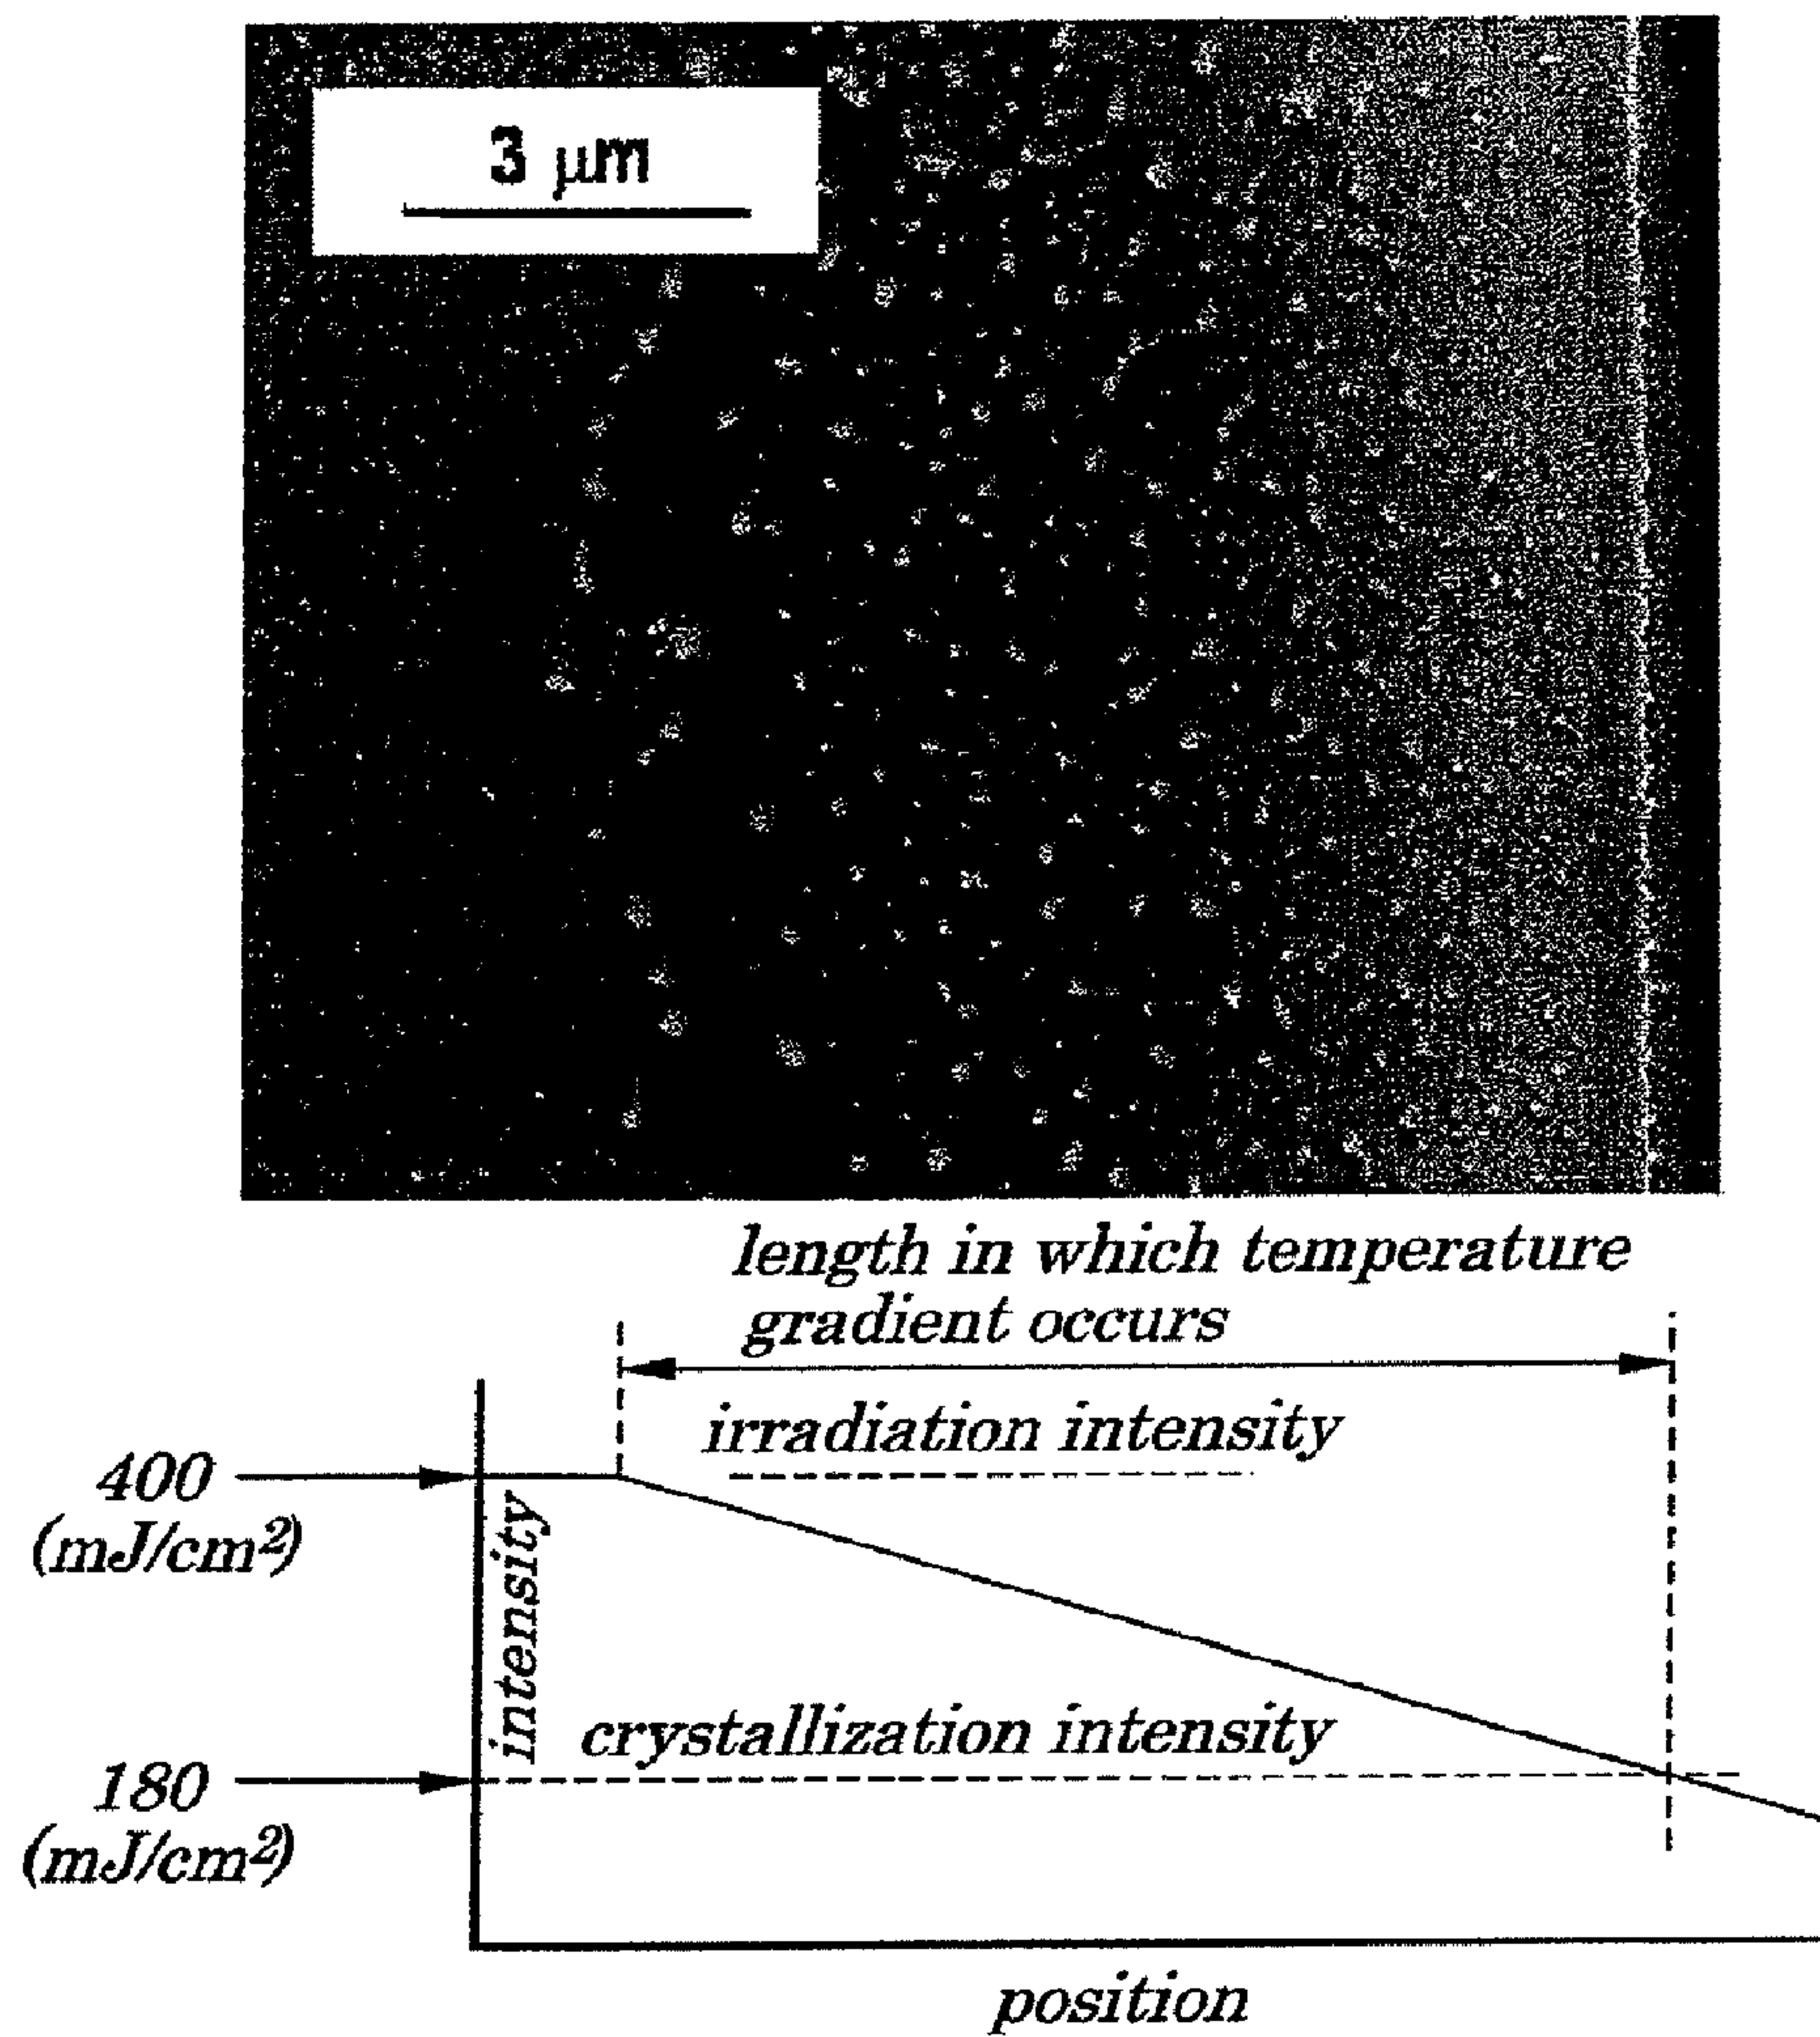 3 μm
length in which temperature
gradient occurs
irradiation intensity
400
(mJ/cm²)
intensity
crystallization intensity
180
(mJ/cm²)
position